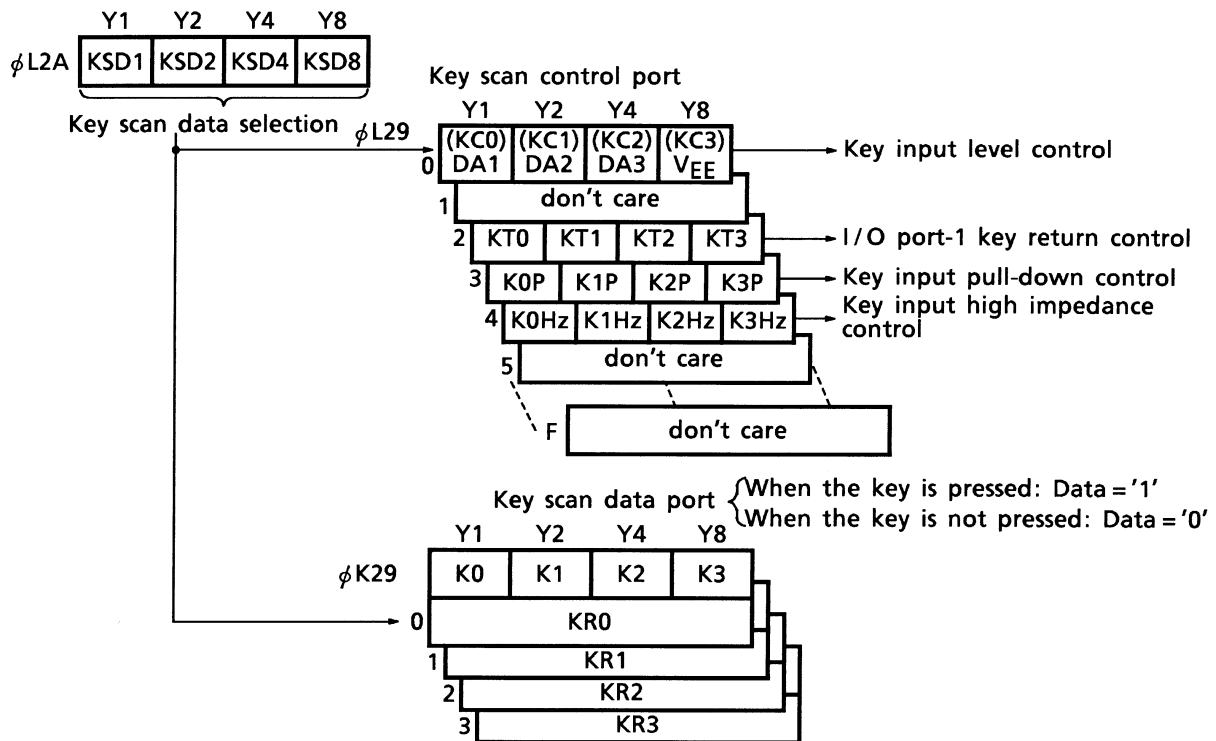 Y1 Y2 Y4 Y8
ϕL2A KSD1 KSD2 KSD4 KSD8
Key scan data selection
Key scan control port
Y1 Y2 Y4 Y8
ϕL29
0 (KC0) (KC1) (KC2) (KC3)
DA1 DA2 DA3 VEE
Key input level control
1 don't care
2 KT0 KT1 KT2 KT3
I/O port-1 key return control
3 K0P K1P K2P K3P
Key input pull-down control
4 K0Hz K1Hz K2Hz K3Hz
Key input high impedance
control
5 don't care
F don't care
Key scan data port
When the key is pressed: Data='1'
When the key is not pressed: Data='0'
Y1 Y2 Y4 Y8
ϕK29 K0 K1 K2 K3
0 KR0
1 KR1
2 KR2
3 KR3